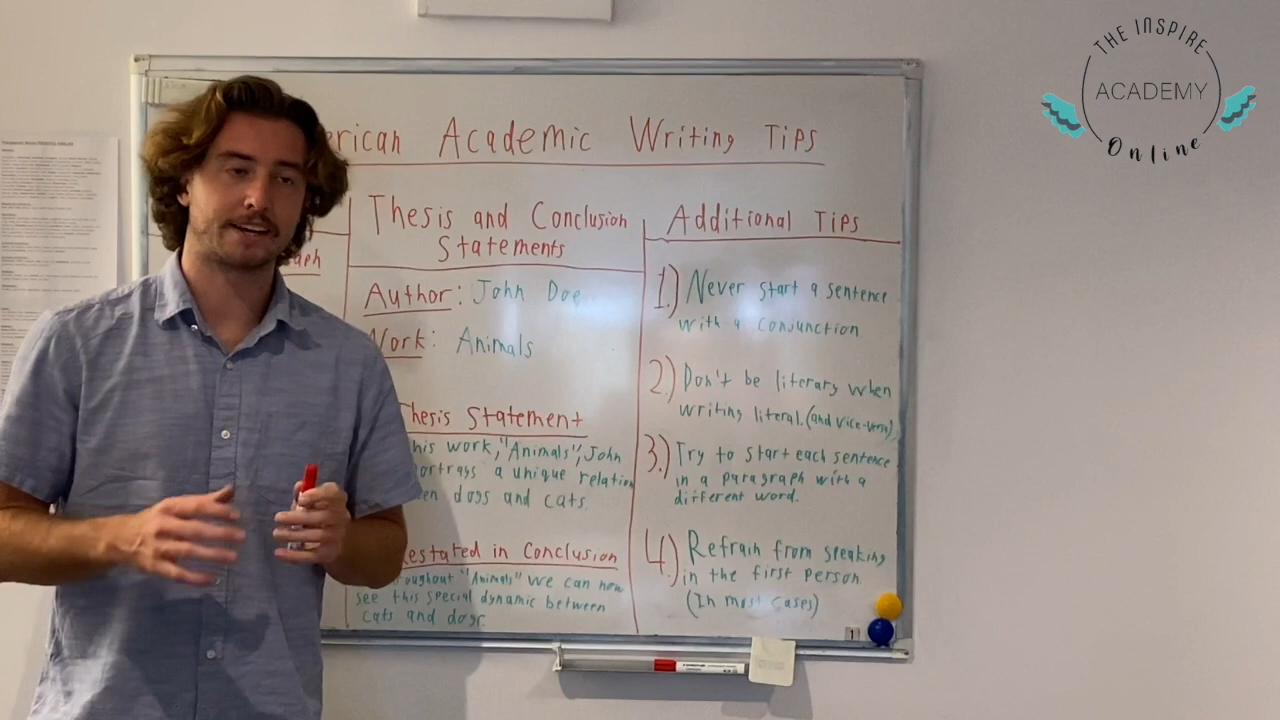 THE INSPIRE
ACADEMY
Online
erican Academic Writing Tips
aph
Thesis and Conclusion
Statements
Author: John Doe
Work: Animals
hesis Statement
his work, "Animals", John
ortrays a unique relation
en dogs and cats.
estated in Conclusion
oughout "Animals" we can now
see this special dynamic between
cats and dogs.
Additional Tips
1.) Never start a sentence
with a conjunction
2.) Don't be literary when
writing literal. (and vice-versa)
3.) Try to start each sentence
in a paragraph with a
different word.
4.) Refrain from speaking
in the first person
(In most cases)
1